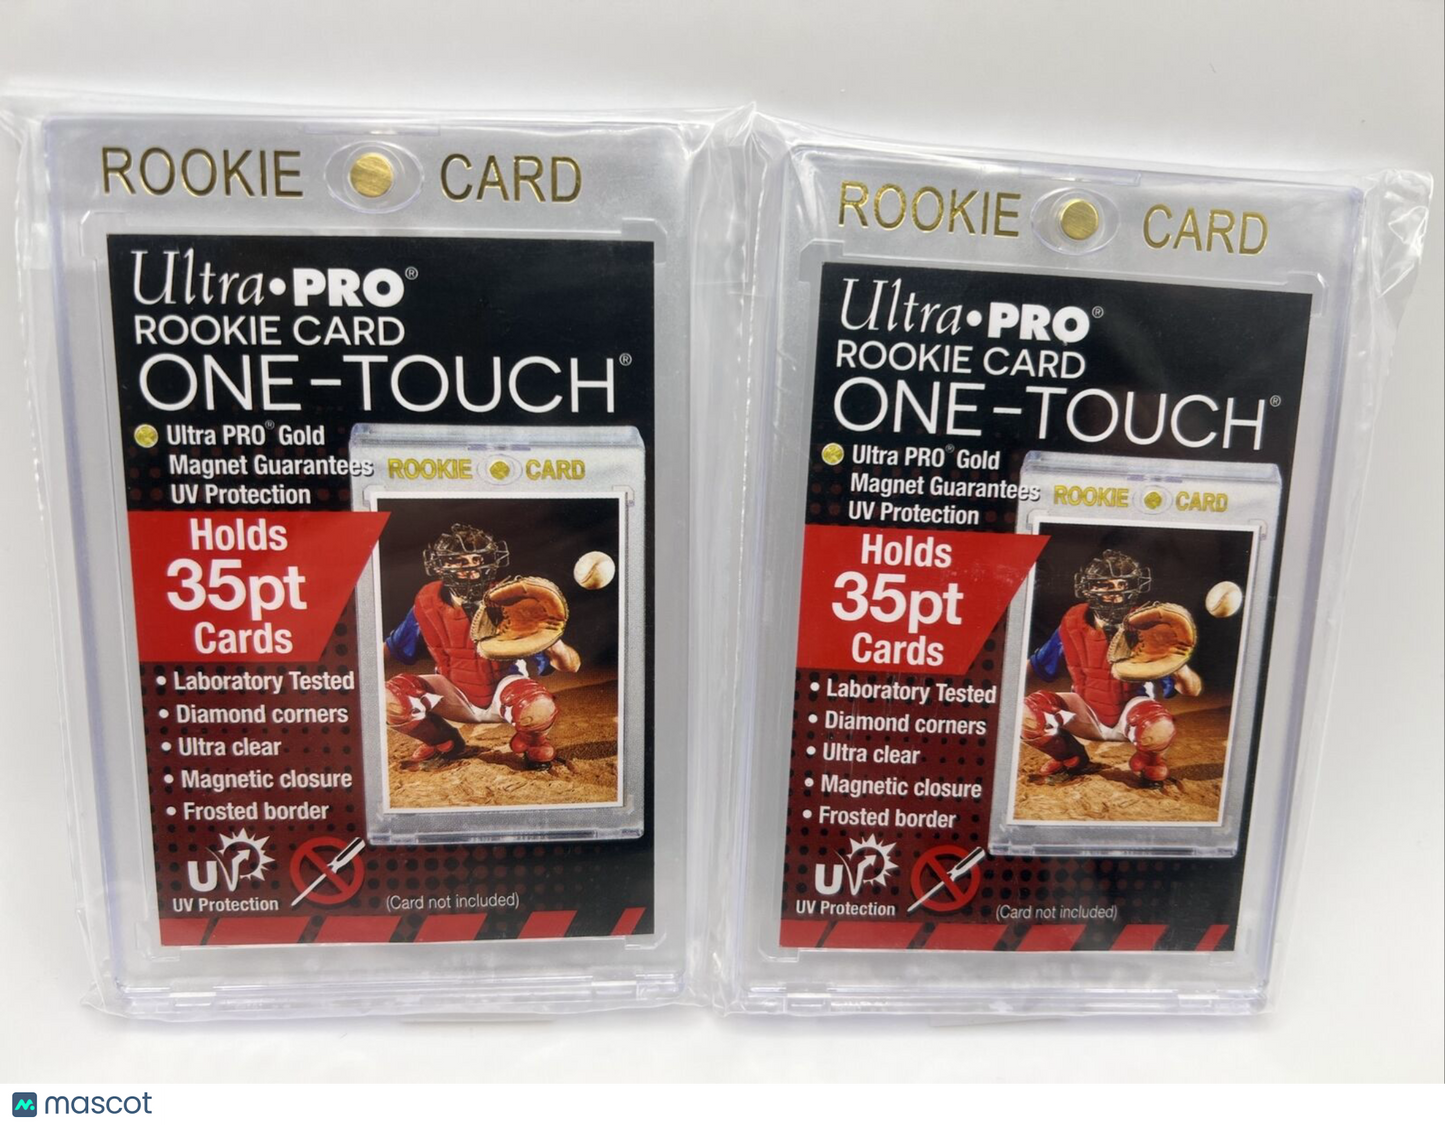 ROOKIE CARD
Ultra•PRO®
ROOKIE CARD
ONE-TOUCH®
Ultra PRO® Gold
Magnet Guarantees
UV Protection
ROOKIE CARD
Holds
35pt
Cards
• Laboratory Tested
• Diamond corners
• Ultra clear
• Magnetic closure
• Frosted border
UV
UV Protection
(Card not included)
ROOKIE CARD
Ultra•PRO®
ROOKIE CARD
ONE-TOUCH®
Ultra PRO® Gold
Magnet Guarantees
UV Protection
ROOKIE CARD
Holds
35pt
Cards
• Laboratory Tested
• Diamond corners
• Ultra clear
• Magnetic closure
• Frosted border
UV
UV Protection
(Card not included)
mascot